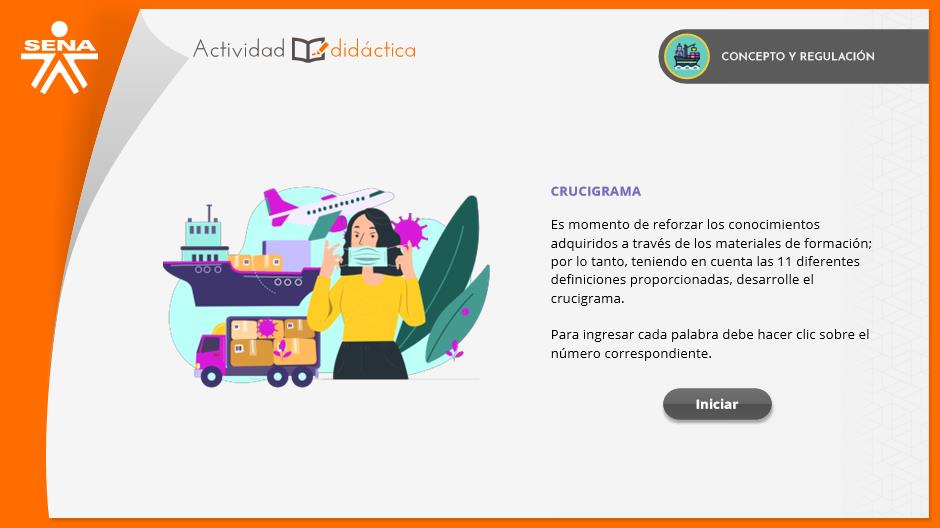 SENA
Actividad didáctica
CONCEPTO Y REGULACIÓN
CRUCIGRAMA
Es momento de reforzar los conocimientos
adquiridos a través de los materiales de formación;
por lo tanto, teniendo en cuenta las 11 diferentes
definiciones proporcionadas, desarrolle el
crucigrama.
Para ingresar cada palabra debe hacer clic sobre el
número correspondiente.
Iniciar